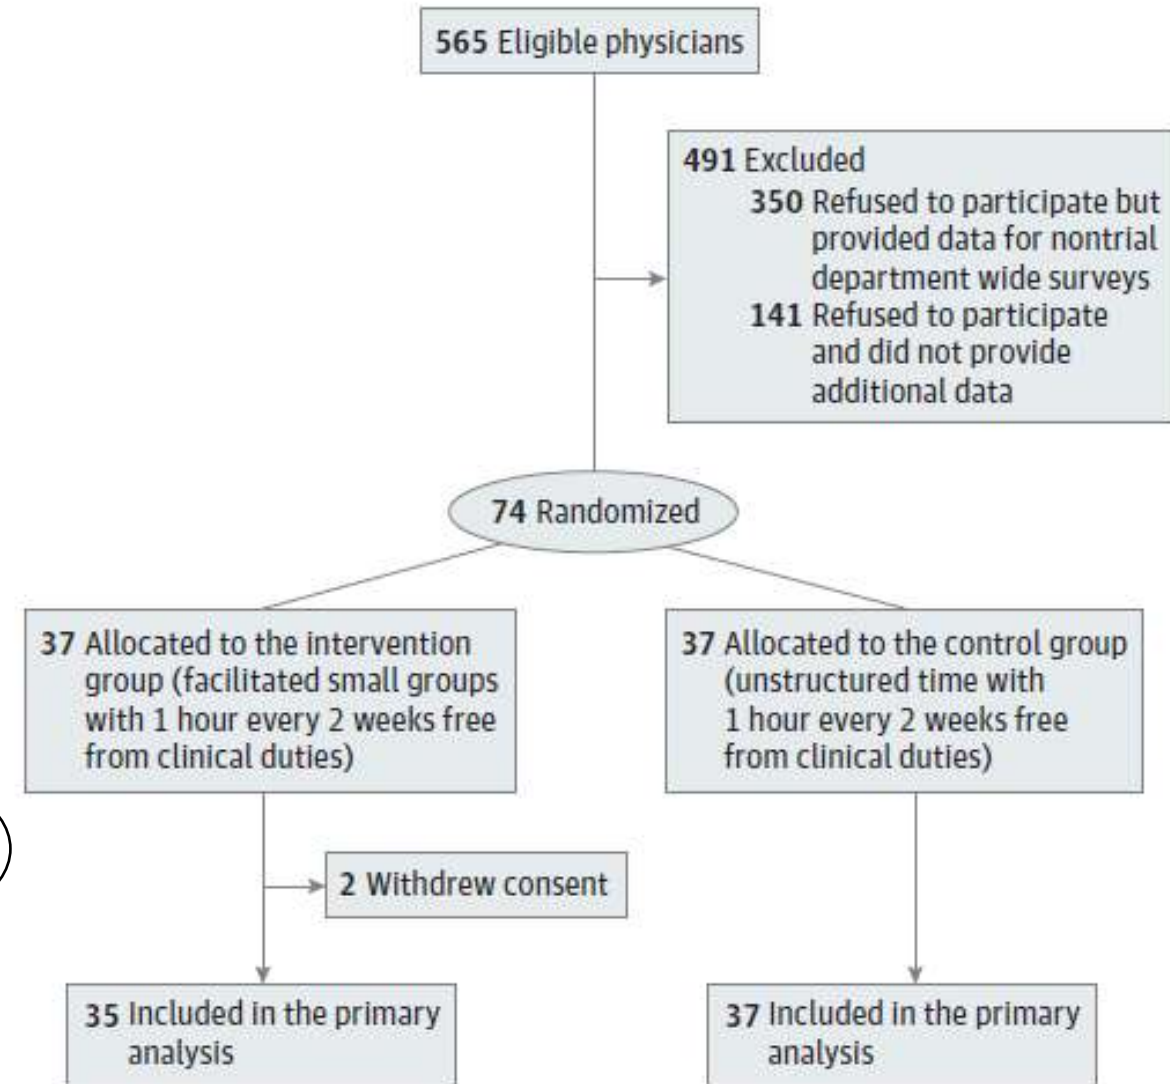 565 Eligible physicians
491 Excluded
350 Refused to participate but
provided data for nontrial
department wide surveys
141 Refused to participate
and did not provide
additional data
74 Randomized
37 Allocated to the intervention
group (facilitated small groups
with 1 hour every 2 weeks free
from clinical duties)
37 Allocated to the control group
(unstructured time with
1 hour every 2 weeks free
from clinical duties)
2 Withdrew consent
35 Included in the primary
analysis
37 Included in the primary
analysis